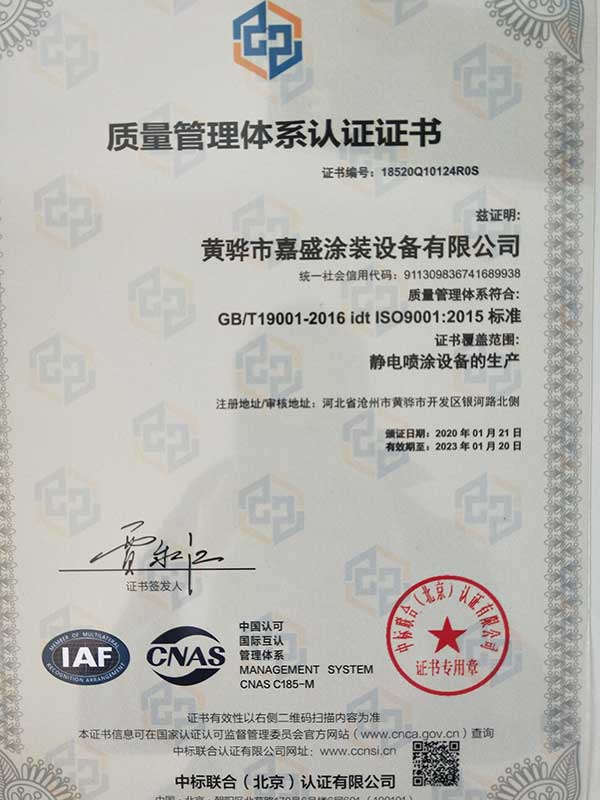 质量管理体系认证证书
证书编号：18520Q10124R0S
兹证明:
黄骅市嘉盛涂装设备有限公司
统一社会信用代码：911309836741689938
质量管理体系符合:
GB/T19001-2016 idt ISO9001:2015 标准
证书覆盖范围:
静电喷涂设备的生产
注册地址/审核地址：河北省沧州市黄骅市开发区银河路北侧
颁证日期：2020 年 01 月 21 日
有效期至：2023 年 01 月 20 日
证书签发人
MEMBER OF MULTILATERAL
IAF
RECOGNITION ARRANGEMENT
CNAS
中国认可
国际互认
管理体系
MANAGEMENT SYSTEM
CNAS C185-M
中标联合（北京）认证有限公司
证书专用章
证书有效性以右侧二维码扫描内容为准
本证书信息可在国家认证认可监督管理委员会官方网站（www.cnca.gov.cn）查询
中标联合认证有限公司网址：www.ccnsi.cn
中标联合（北京）认证有限公司